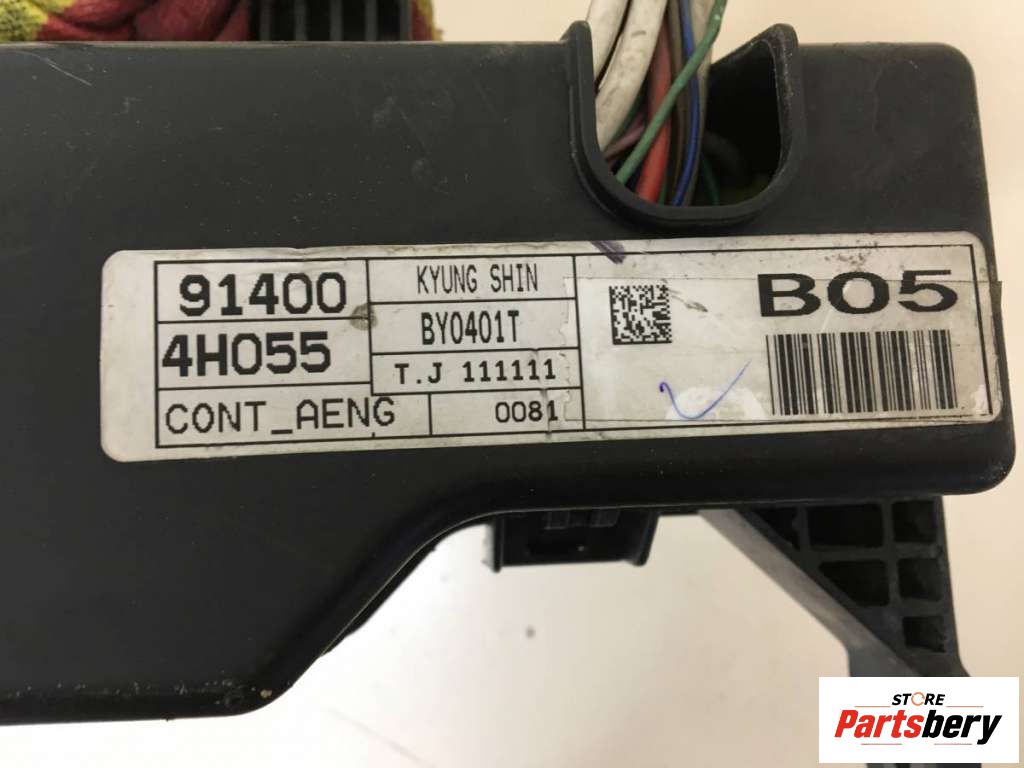 91400
4H055
CONT_AENG
KYUNG SHIN
BY0401T
T.J 111111
0081
B05
STORE
Partsbery